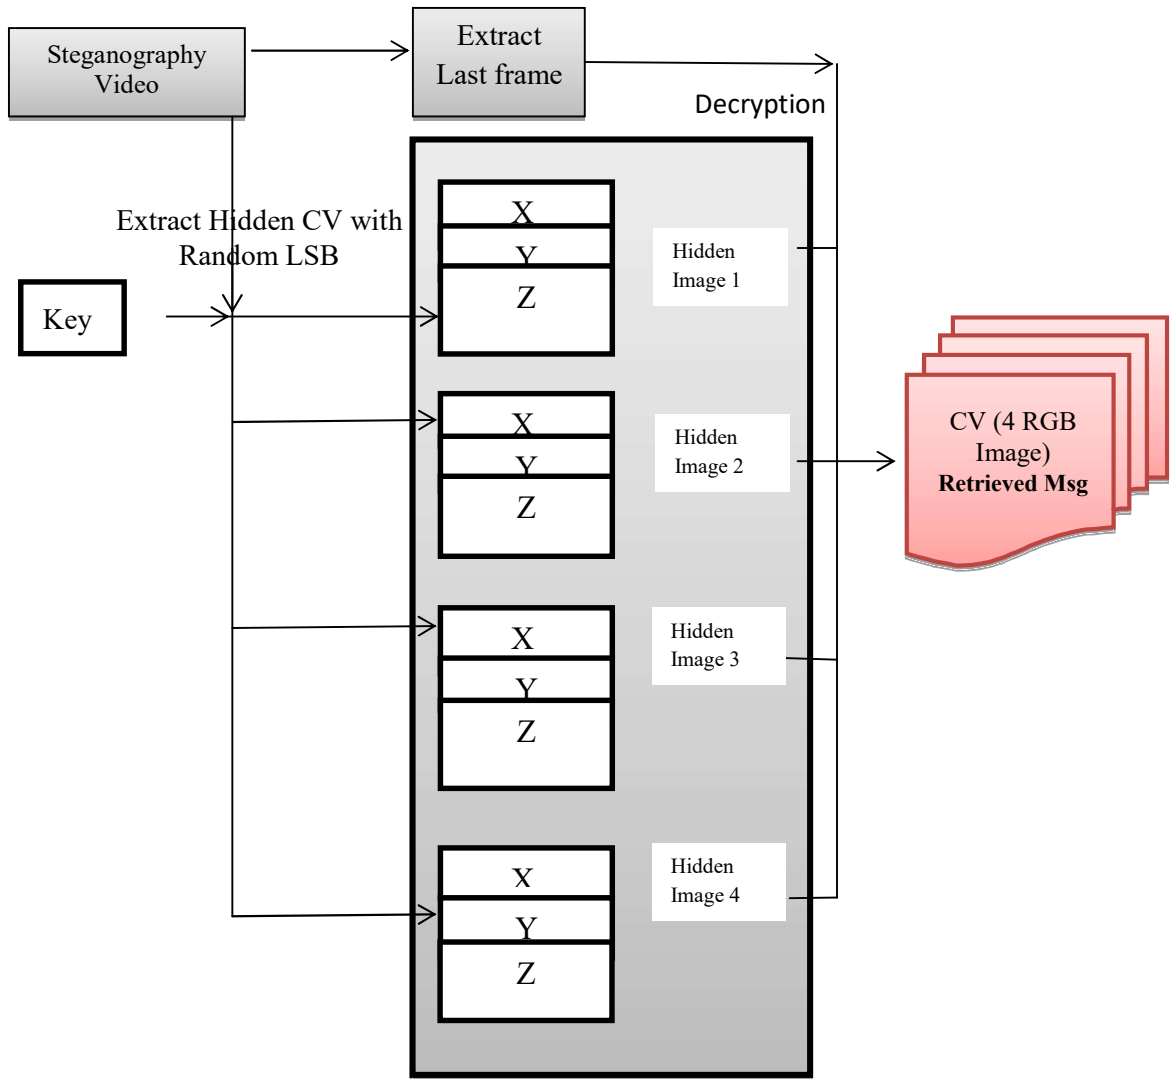 Steganography
Video
Extract
Last frame
Decryption
Extract Hidden CV with
Random LSB
Key
X
Y
Z
Hidden
Image 1
X
Y
Z
Hidden
Image 2
CV (4 RGB
Image)
Retrieved Msg
X
Y
Z
Hidden
Image 3
X
Y
Z
Hidden
Image 4